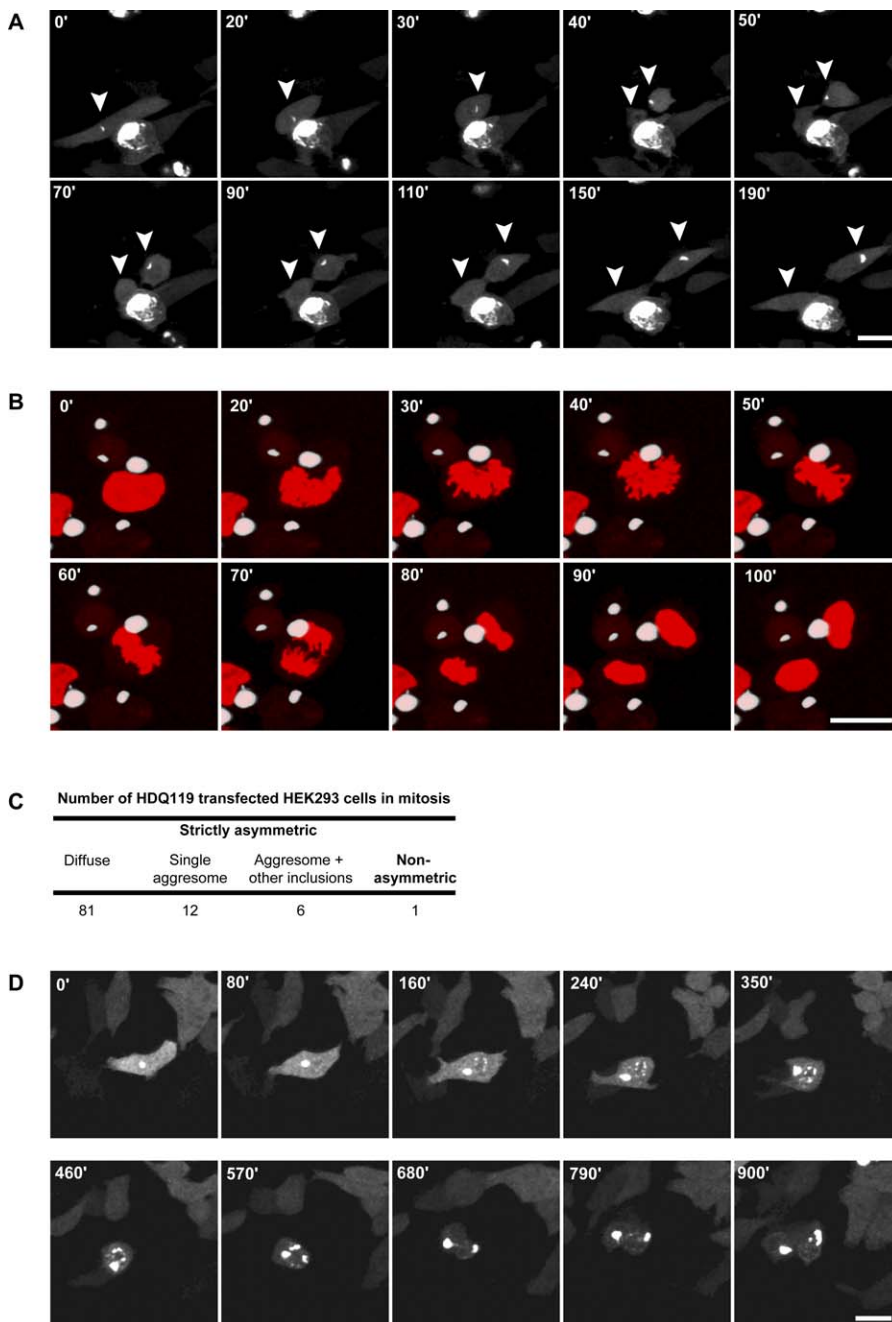 A
0' 20' 30' 40' 50'
70' 90' 110' 150' 190'
B
0' 20' 30' 40' 50'
60' 70' 80' 90' 100'
C
Number of HDQ119 transfected HEK293 cells in mitosis
Strictly asymmetric
Diffuse Single Aggresome + Non-
aggresome other inclusions asymmetric
81 12 6 1
D
0' 80' 160' 240' 350'
460' 570' 680' 790' 900'